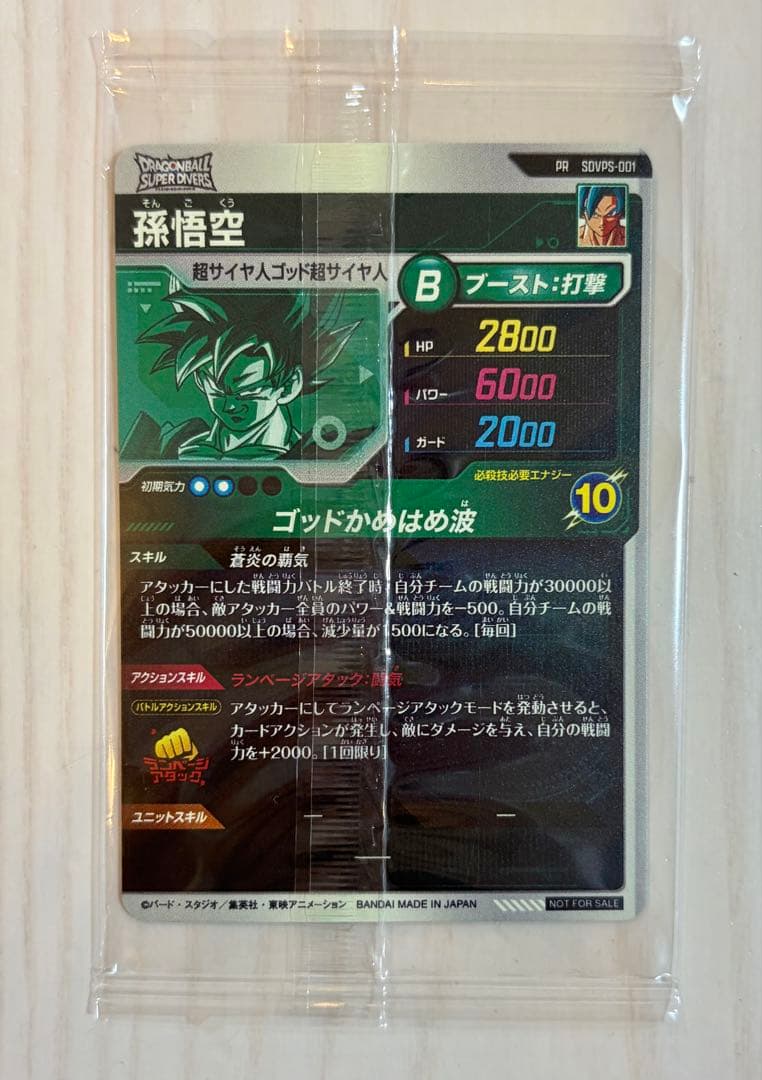 DRAGONBALL
SUPER DIVERS
PR SDVPS-001
そん ご くう
孫悟空
超サイヤ人ゴッド超サイヤ人
B ブースト:打撃
HP 2800
パワー 6000
ガード 2000
初期気力
必殺技必要エナジー
10
ゴッドかめはめ波
スキル 蒼炎の覇気
アタッカーにした戦闘力バトル終了時、自分チームの戦闘力が30000以
上の場合、敵アタッカー全員のパワー&戦闘力を-500。自分チームの戦
闘力が50000以上の場合、減少量が1500になる。[毎回]
アクションスキル ランページアタック:闘気
バトルアクションスキル
アタッカーにしてランページアタックモードを発動させると、
カードアクションが発生し、敵にダメージを与え、自分の戦闘
力を+2000。[1回限り]
ランページ
アタック
ユニットスキル ー ー
©バード・スタジオ/集英社・東映アニメーション BANDAI MADE IN JAPAN
NOT FOR SALE